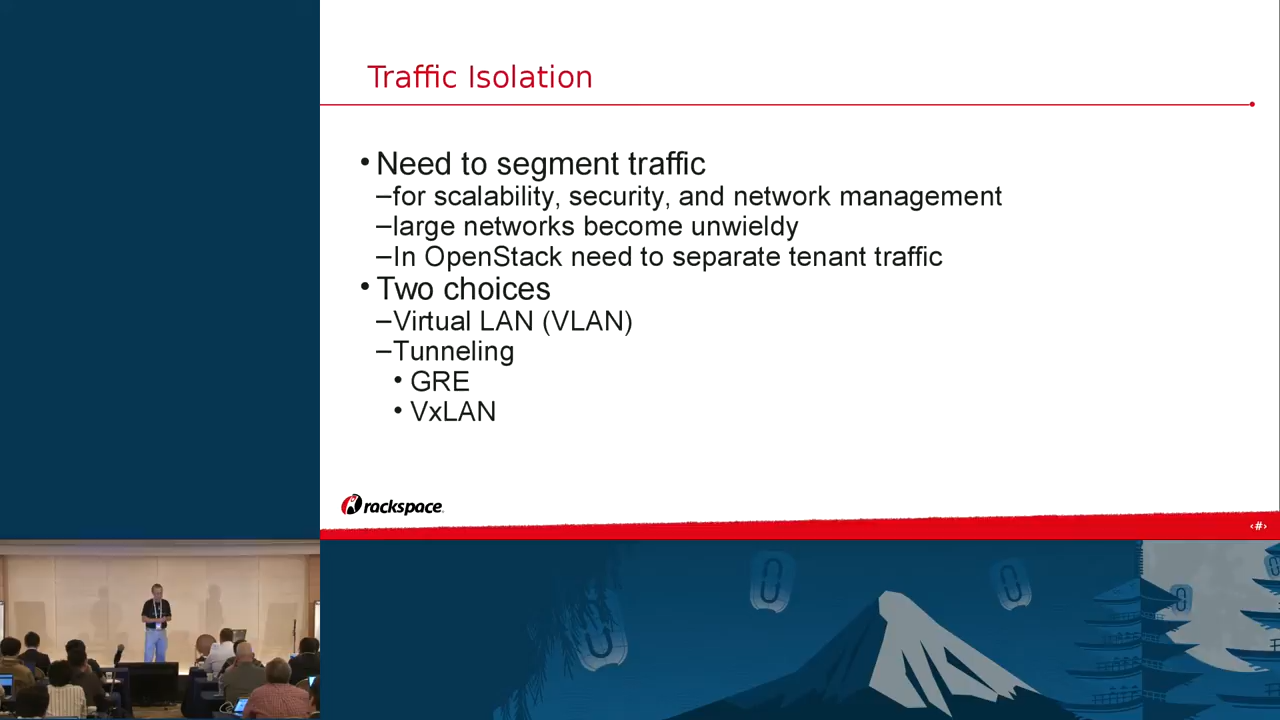 Traffic Isolation
• Need to segment traffic
–for scalability, security, and network management
–large networks become unwieldy
–In OpenStack need to separate tenant traffic
• Two choices
–Virtual LAN (VLAN)
–Tunneling
• GRE
• VxLAN
rackspace.
‹#›